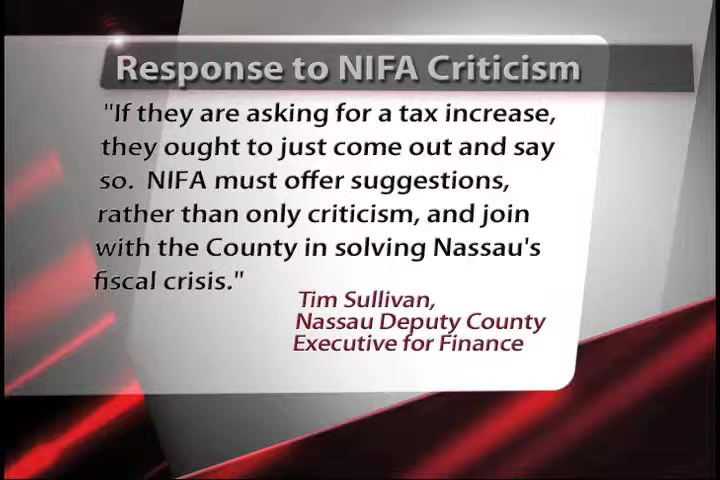 Response to NIFA Criticism
"If they are asking for a tax increase,
they ought to just come out and say
so.  NIFA must offer suggestions,
rather than only criticism, and join
with the County in solving Nassau's
fiscal crisis."
Tim Sullivan,
Nassau Deputy County
Executive for Finance